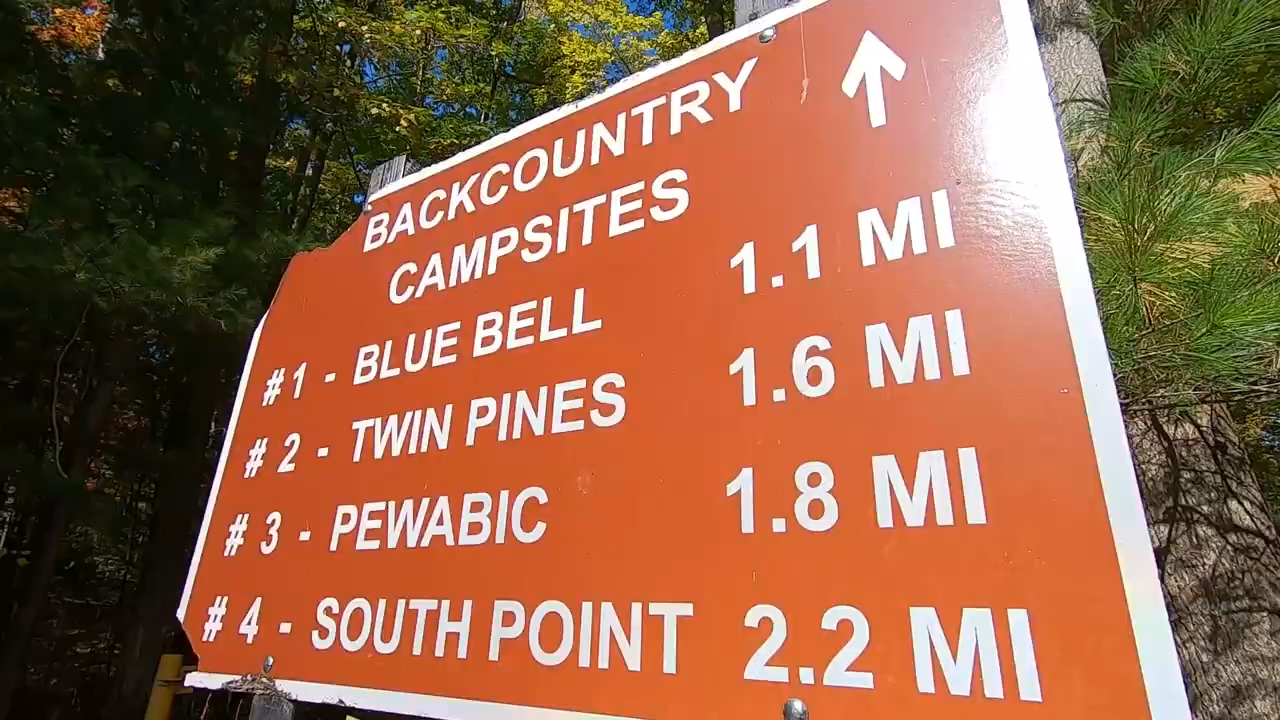 BACKCOUNTRY
CAMPSITES
#1 - BLUE BELL 1.1 MI
#2 - TWIN PINES 1.6 MI
#3 - PEWABIC 1.8 MI
#4 - SOUTH POINT 2.2 MI